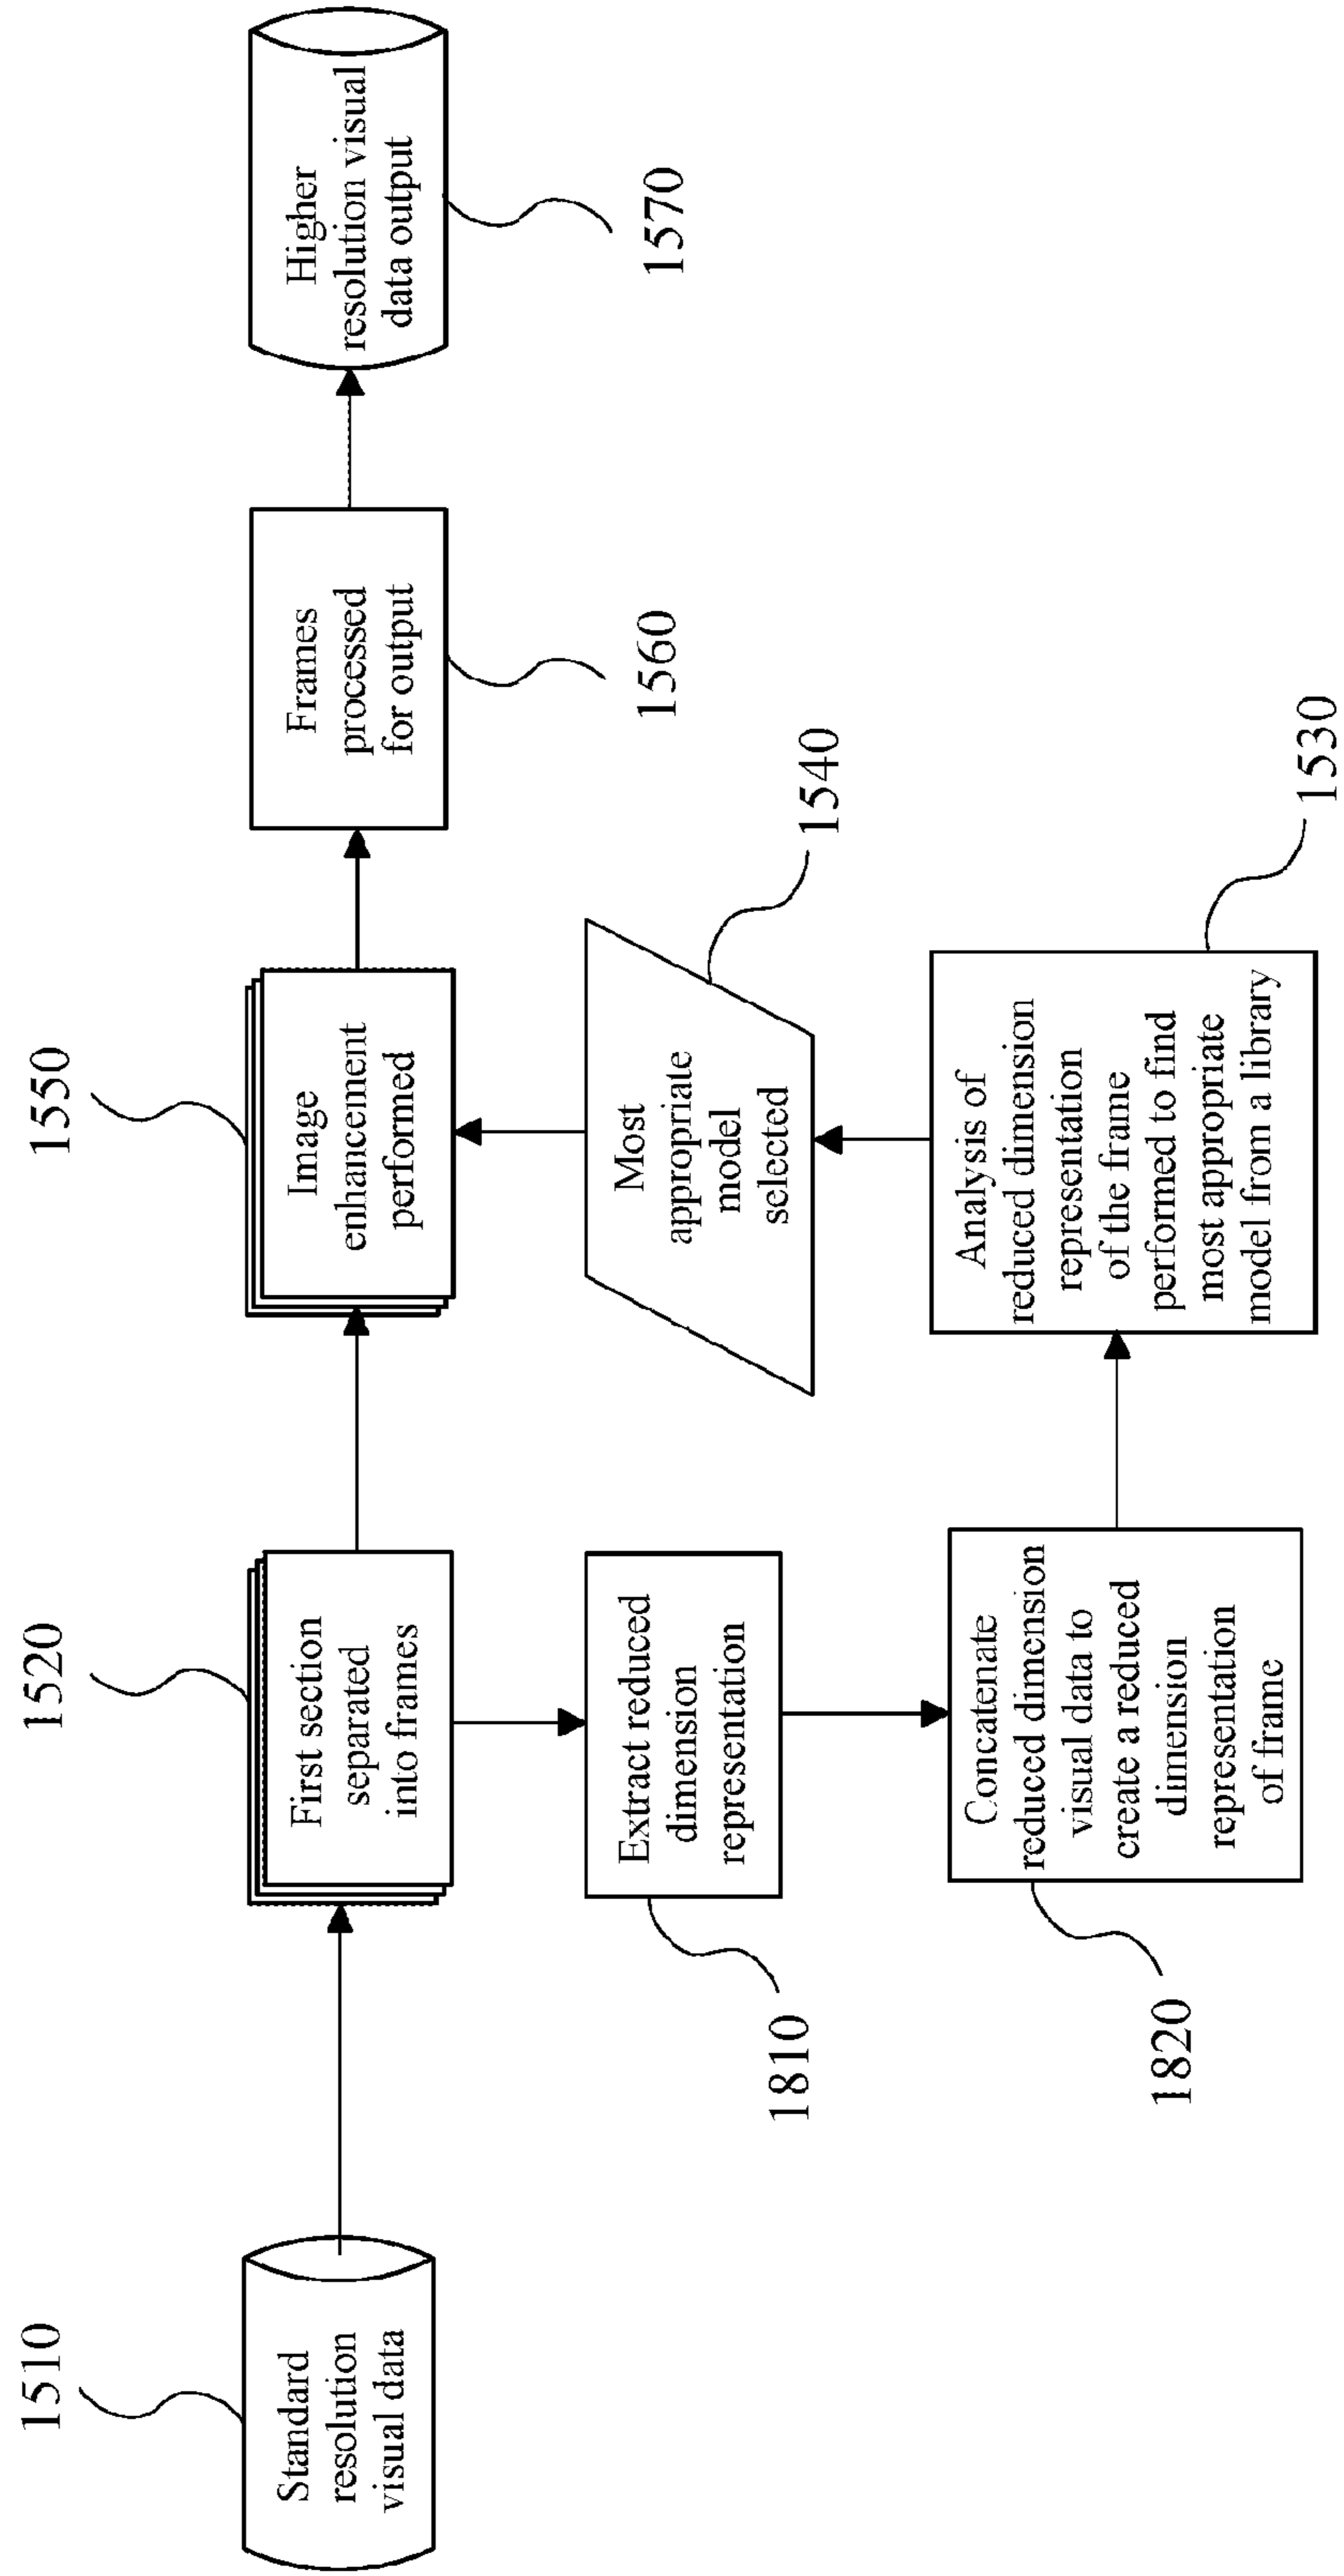 1510
Standard
resolution
visual data
1520
First section
separated
into frames
1550
Image
enhancement
performed
Frames
processed
for output
1560
Higher
resolution visual
data output
1570
Extract reduced
dimension
representation
1810
Most
appropriate
model
selected
1540
Concatenate
reduced dimension
visual data to
create a reduced
dimension
representation
of frame
1820
Analysis of
reduced dimension
representation
of the frame
performed to find
most appropriate
model from a library
1530